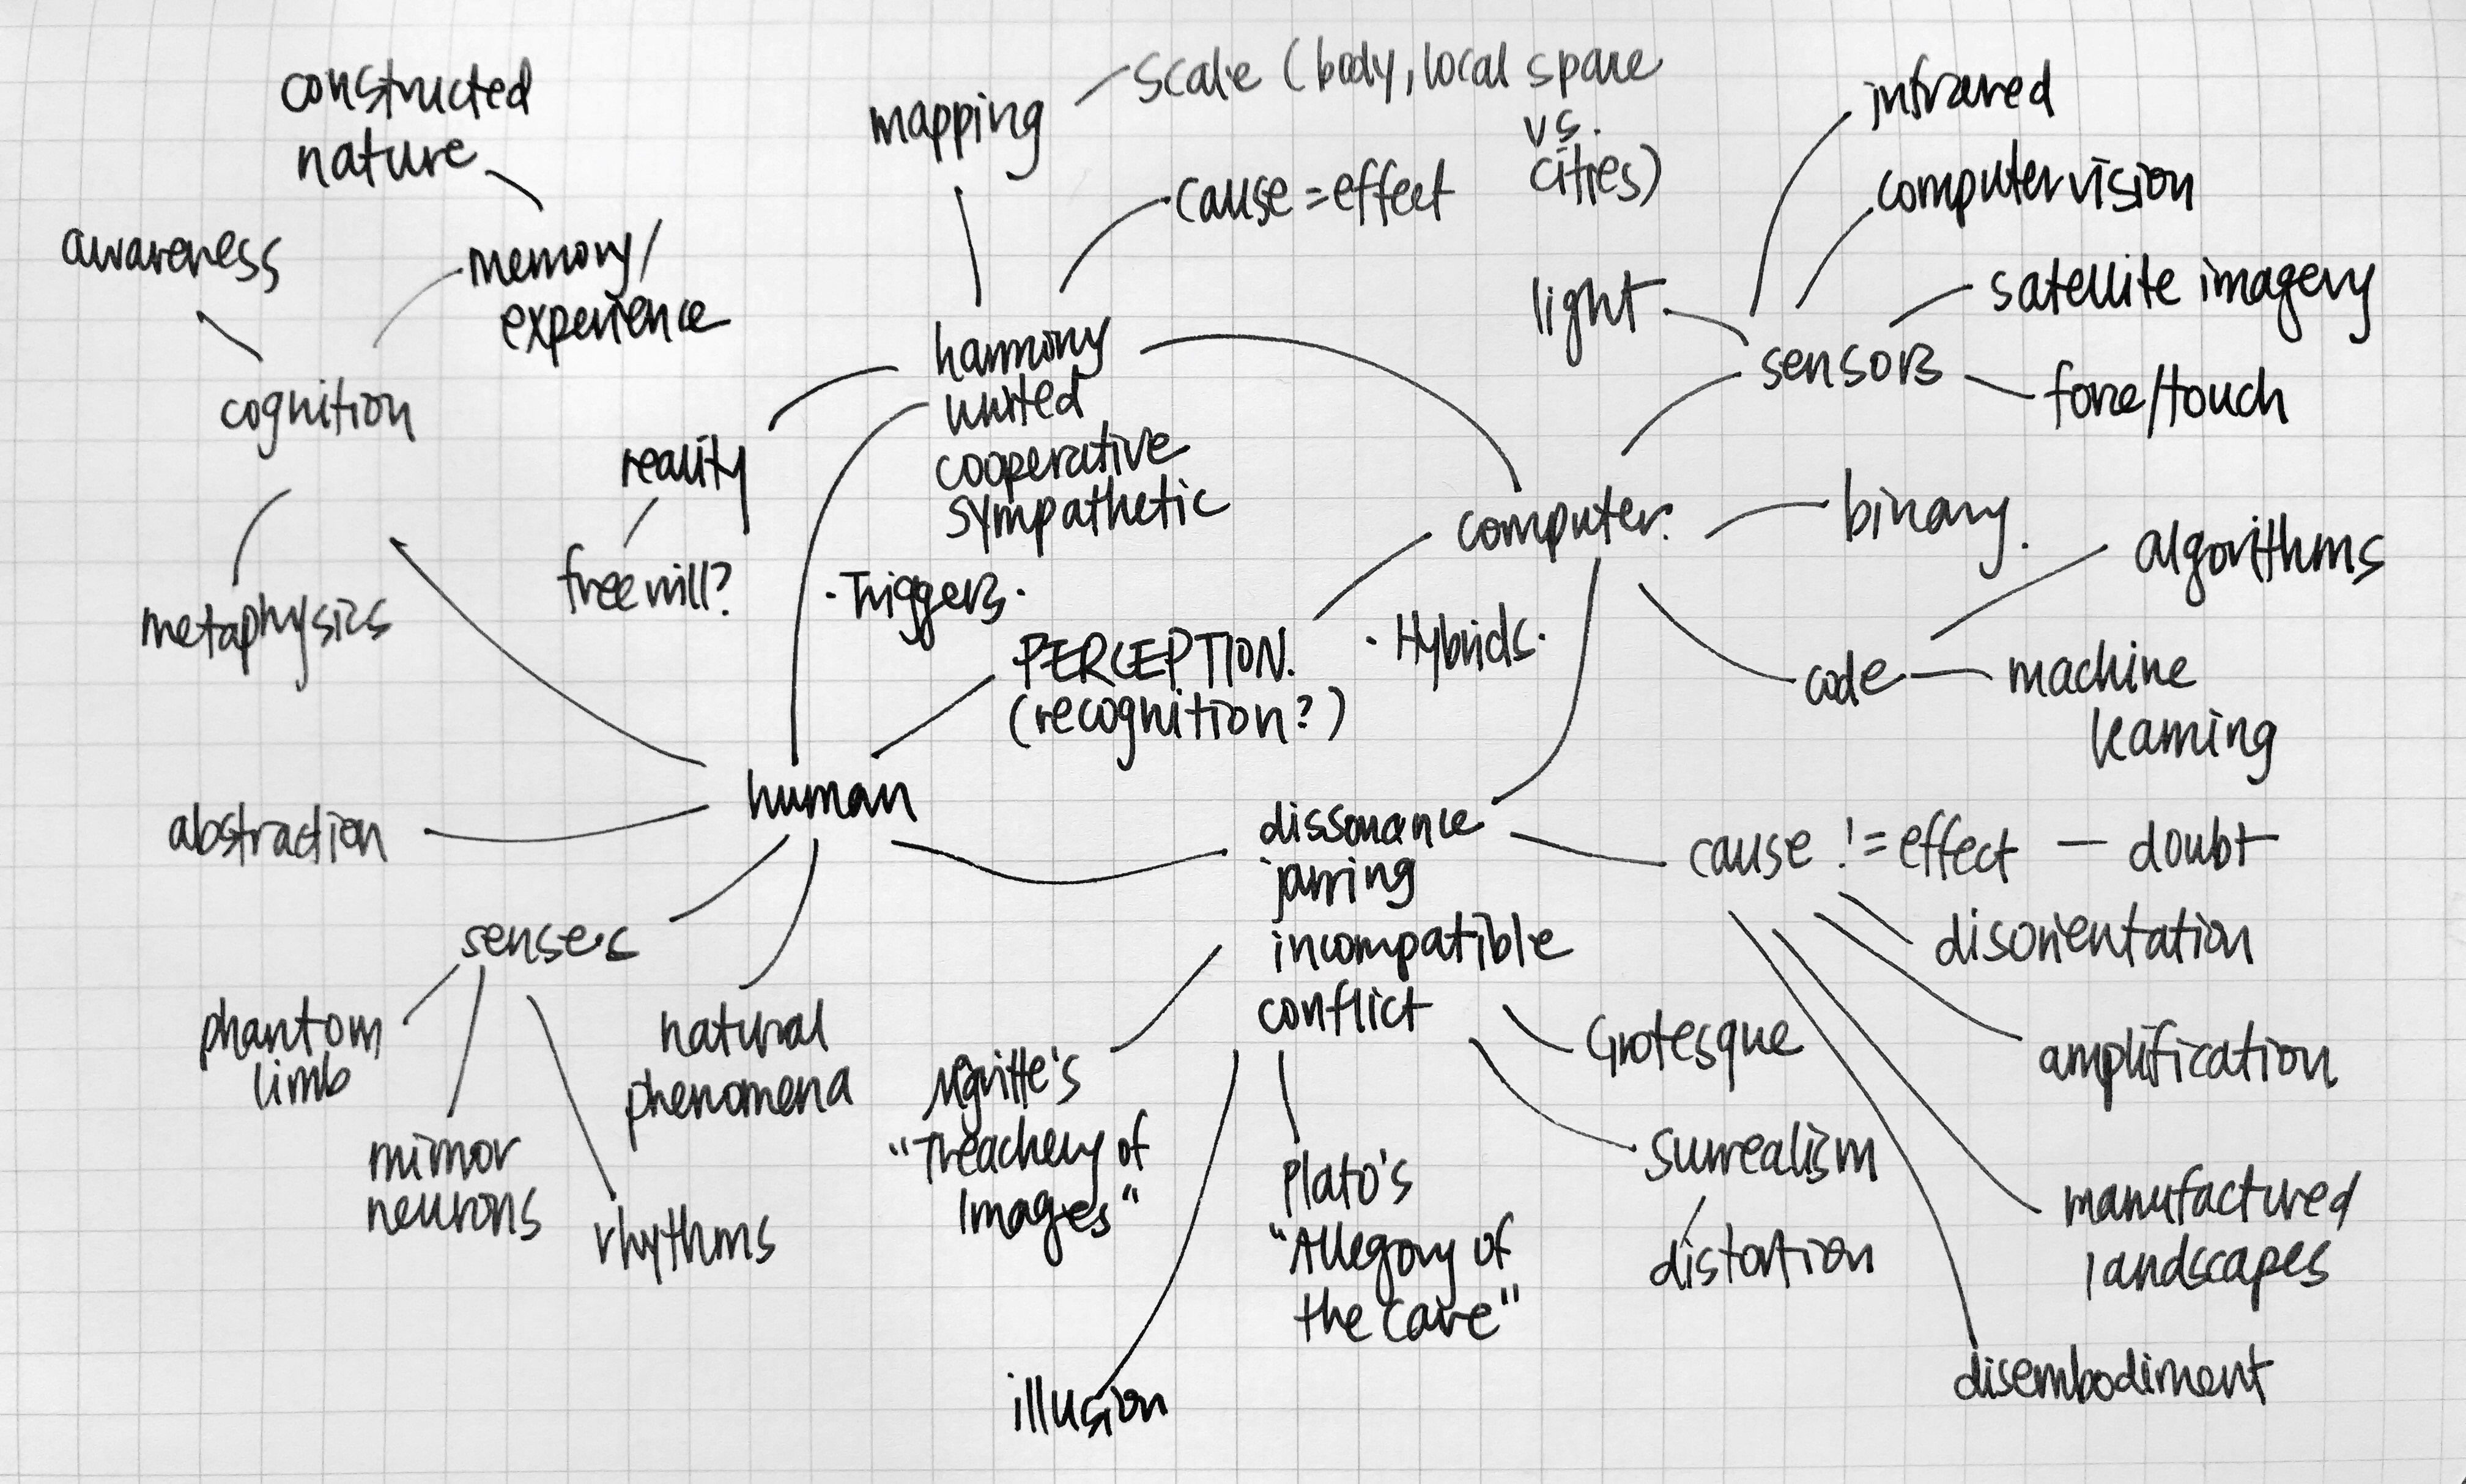 constructed
nature
awareness
memory/
experience
cognition
metaphysics
mapping
scale (body, local space
vs.
cities)
cause = effect
harmony
united
cooperative
sympathetic
reality
free will?
· Triggers ·
PERCEPTION.
(recognition?)
· Hybrids ·
computer.
light
sensors
infrared
computer vision
satellite imagery
force/touch
binary.
algorithms
code
machine
learning
human
abstraction
senses
phantom
limb
mirror
neurons
rhythms
natural
phenomena
dissonance
jarring
incompatible
conflict
Mgritte's
"Treachery of
Images"
illusion
Plato's
"Allegory of
the Cave"
Grotesque
surrealism
distortion
cause != effect — doubt
disorientation
amplification
manufactured
landscapes
disembodiment